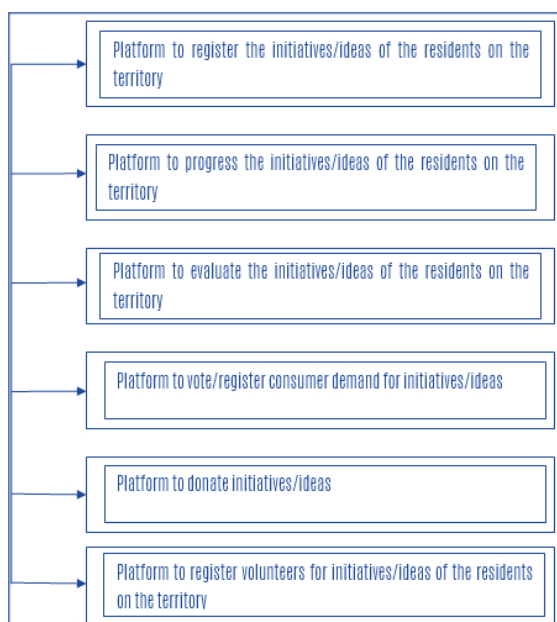 Platform to register the initiatives/ideas of the residents on the
territory
Platform to progress the initiatives/ideas of the residents on the
territory
Platform to evaluate the initiatives/ideas of the residents on the
territory
Platform to vote/register consumer demand for initiatives/ideas
Platform to donate initiatives/ideas
Platform to register volunteers for initiatives/ideas of the residents
on the territory